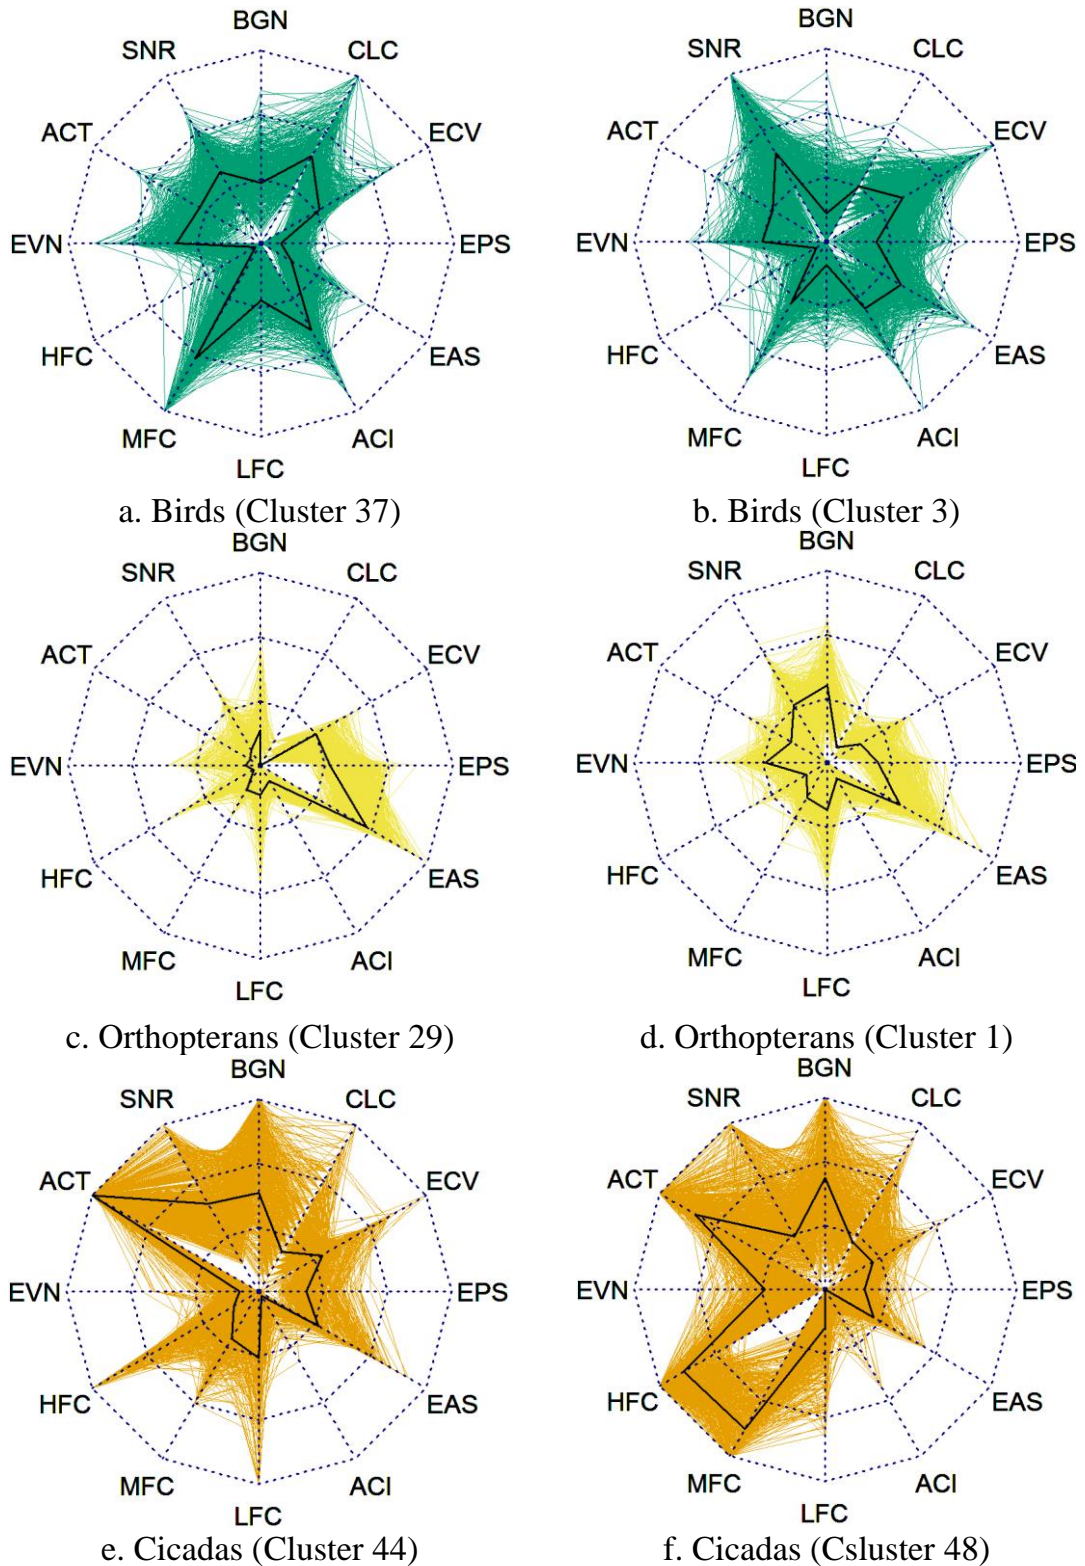 BGN BGN
SNR CLC SNR CLC
ACT ECV ACT ECV
EVN EPS EVN EPS
HFC EAS HFC EAS
MFC ACI MFC ACI
LFC LFC
a. Birds (Cluster 37) b. Birds (Cluster 3)
BGN BGN
SNR CLC SNR CLC
ACT ECV ACT ECV
EVN EPS EVN EPS
HFC EAS HFC EAS
MFC ACI MFC ACI
LFC LFC
c. Orthopterans (Cluster 29) d. Orthopterans (Cluster 1)
BGN BGN
SNR CLC SNR CLC
ACT ECV ACT ECV
EVN EPS EVN EPS
HFC EAS HFC EAS
MFC ACI MFC ACI
LFC LFC
e. Cicadas (Cluster 44) f. Cicadas (Csluster 48)